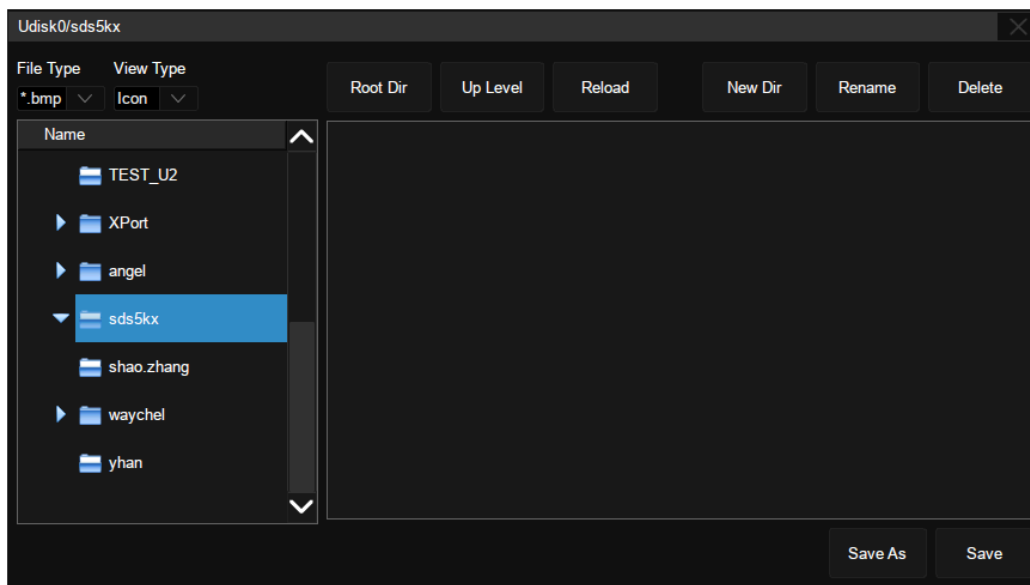 Udisk0/sds5kx
File Type View Type
*.bmp Icon
Root Dir Up Level Reload New Dir Rename Delete
Name
TEST_U2
XPort
angel
sds5kx
shao.zhang
waychel
yhan
Save As Save